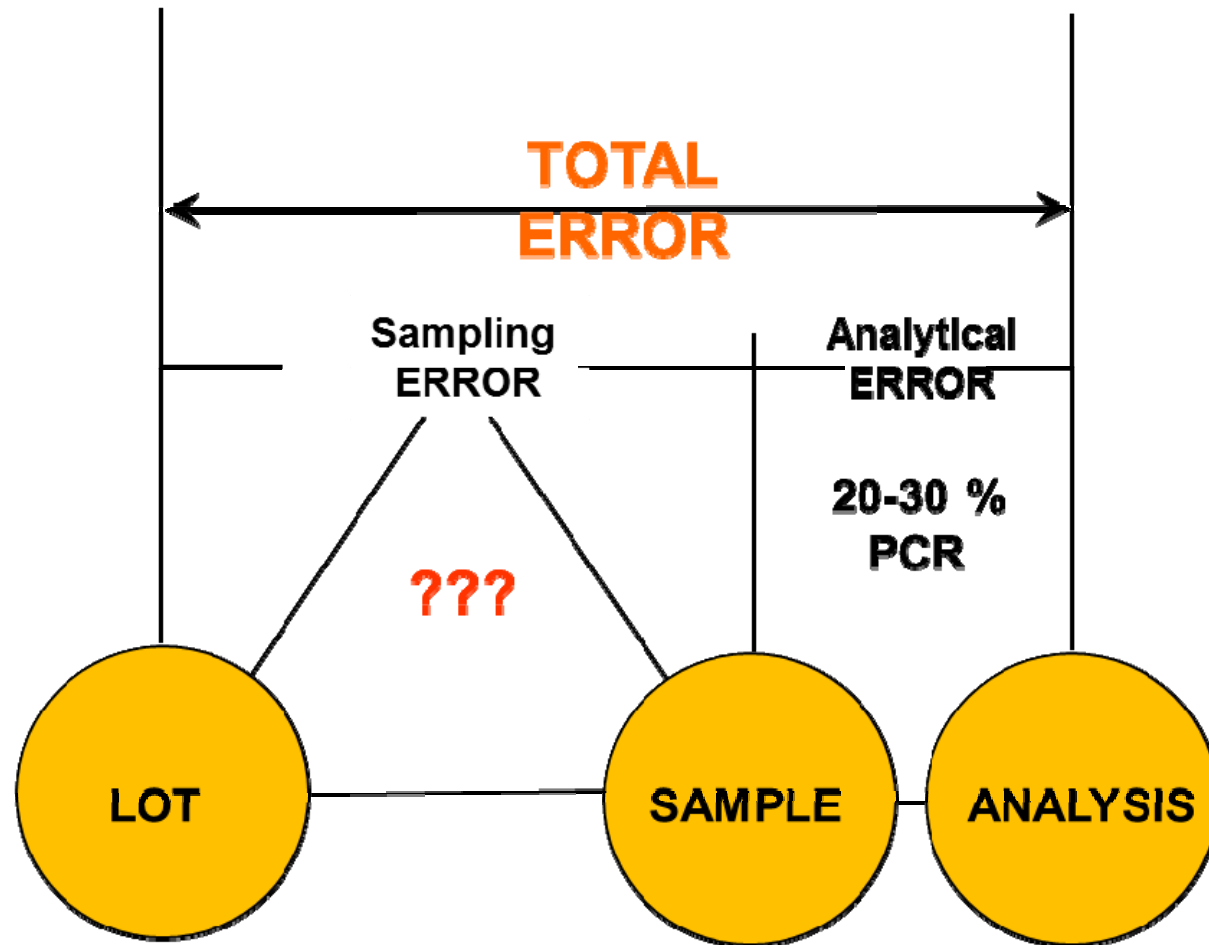 TOTAL
ERROR
Sampling
ERROR
Analytical
ERROR
20-30 %
PCR
???
LOT
SAMPLE
ANALYSIS